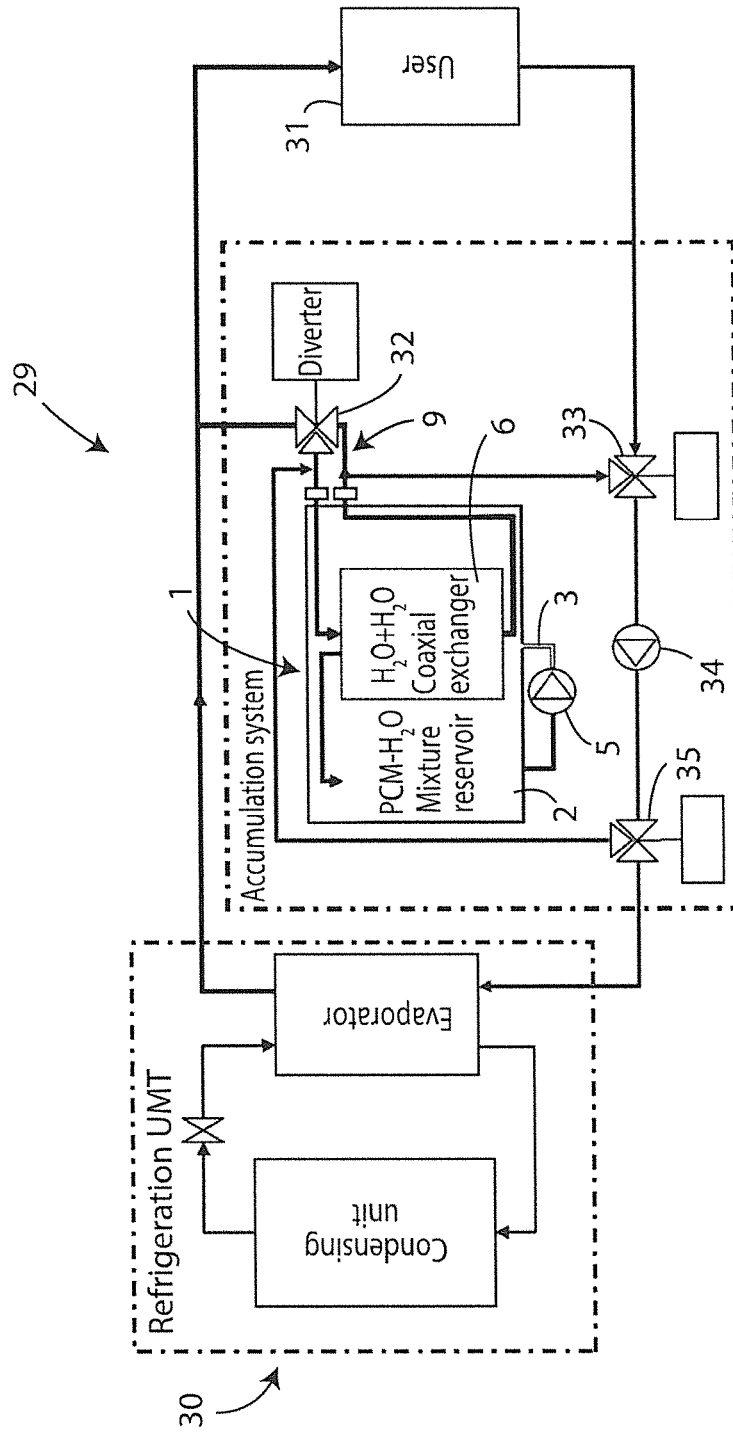 29
30
Refrigeration UMT
Condensing
unit
Evaporator
Accumulation system
1
PCM-H₂O
Mixture
reservoir
2
H₂O+H₂O
Coaxial
exchanger
6
3
5
9
Diverter
32
33
34
35
User
31